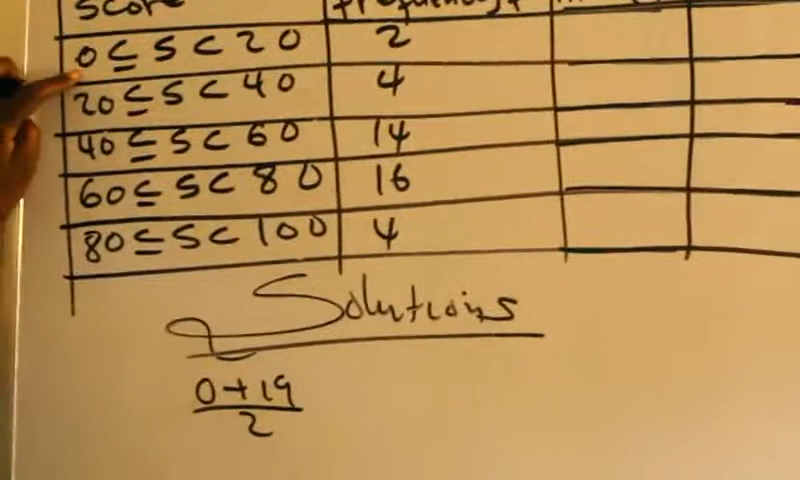 Score frequency
0 ≤ S < 20 2
20 ≤ S < 40 4
40 ≤ S < 60 14
60 ≤ S < 80 16
80 ≤ S < 100 4
Solutions
0+19
2